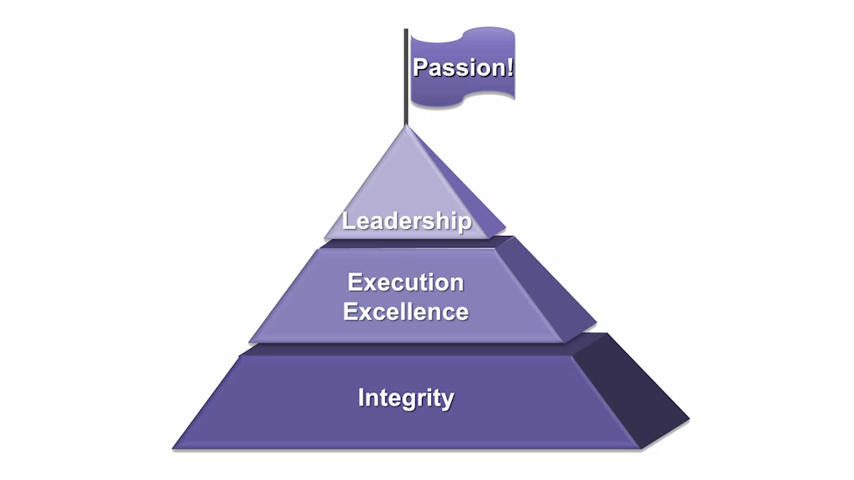 Passion!
Leadership
Execution
Excellence
Integrity